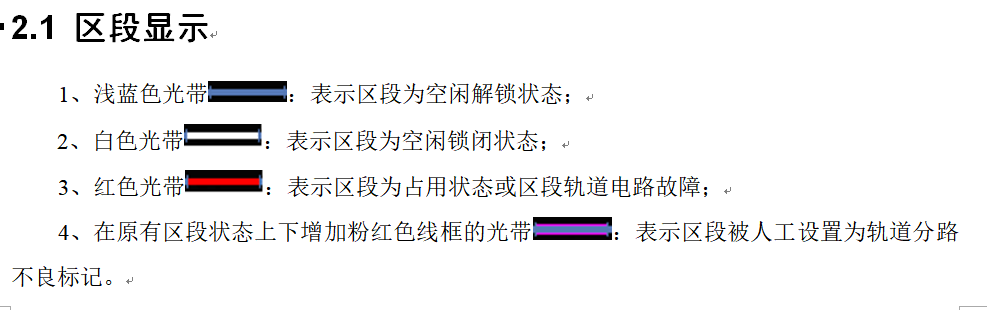 2.1 区段显示
1、浅蓝色光带：表示区段为空闲解锁状态；
2、白色光带：表示区段为空闲锁闭状态；
3、红色光带：表示区段为占用状态或区段轨道电路故障；
4、在原有区段状态上下增加粉红色线框的光带：表示区段被人工设置为轨道分路
不良标记。